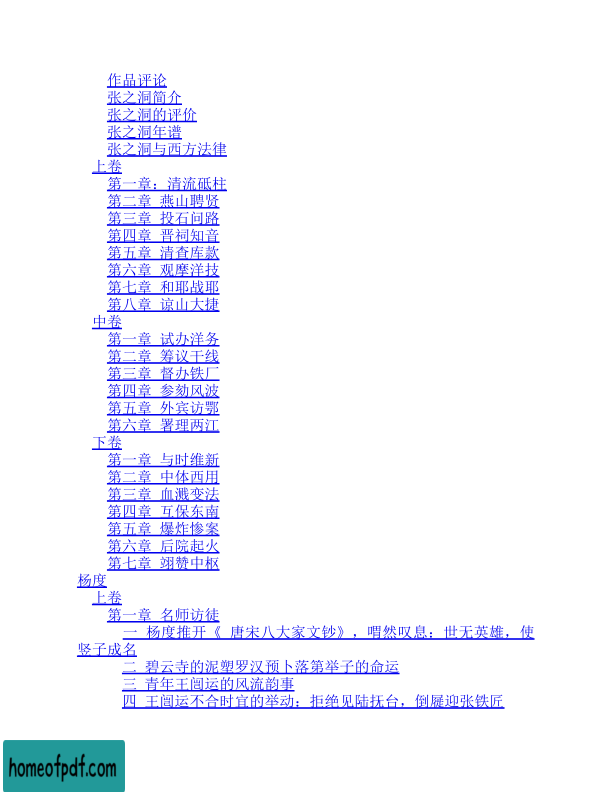 作品评论
张之洞简介
张之洞的评价
张之洞年谱
张之洞与西方法律
上卷
第一章：清流砥柱
第二章 燕山聘贤
第三章 投石问路
第四章 晋祠知音
第五章 清查库款
第六章 观摩洋技
第七章 和耶战耶
第八章 谅山大捷
中卷
第一章 试办洋务
第二章 筹议干线
第三章 督办铁厂
第四章 参劾风波
第五章 外宾访鄂
第六章 署理两江
下卷
第一章 与时维新
第二章 中体西用
第三章 血溅变法
第四章 互保东南
第五章 爆炸惨案
第六章 后院起火
第七章 翊赞中枢
杨度
上卷
第一章 名师访徒
一 杨度推开《 唐宋八大家文钞》，喟然叹息：世无英雄，使
竖子成名
二 碧云寺的泥塑罗汉预卜落第举子的命运
三 青年王闿运的风流韵事
四 王闿运不合时宜的举动：拒绝见陆抚台，倒屣迎张铁匠
homeofpdf.com